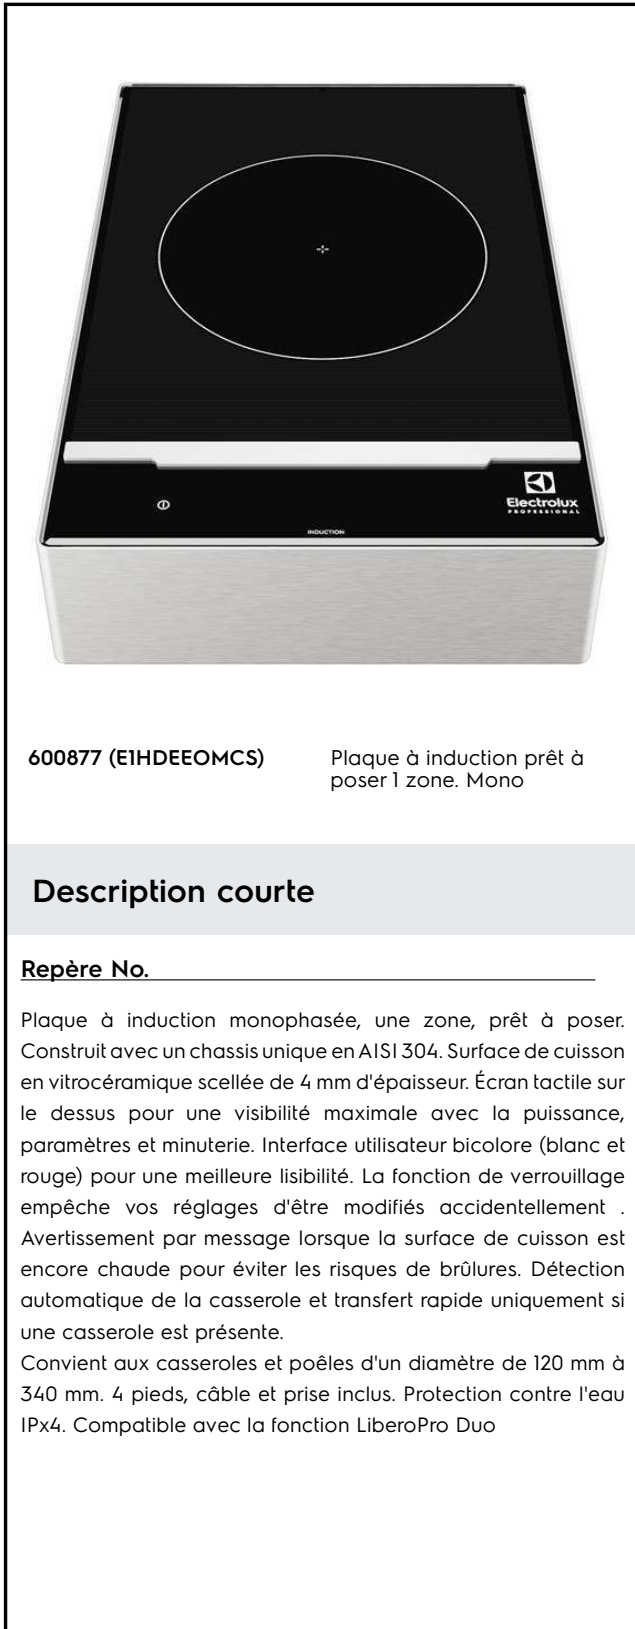 Electrolux
PROFESSIONAL
INDUCTION
600877 (E1HDEEOMCS)
Plaque à induction prêt à
poser 1 zone. Mono
Description courte
Repère No.
Plaque à induction monophasée, une zone, prêt à poser.
Construit avec un chassis unique en AISI 304. Surface de cuisson
en vitrocéramique scellée de 4 mm d'épaisseur. Écran tactile sur
le dessus pour une visibilité maximale avec la puissance,
paramètres et minuterie. Interface utilisateur bicolore (blanc et
rouge) pour une meilleure lisibilité. La fonction de verrouillage
empêche vos réglages d'être modifiés accidentellement .
Avertissement par message lorsque la surface de cuisson est
encore chaude pour éviter les risques de brûlures. Détection
automatique de la casserole et transfert rapide uniquement si
une casserole est présente.
Convient aux casseroles et poêles d'un diamètre de 120 mm à
340 mm. 4 pieds, câble et prise inclus. Protection contre l'eau
IPx4. Compatible avec la fonction LiberoPro Duo